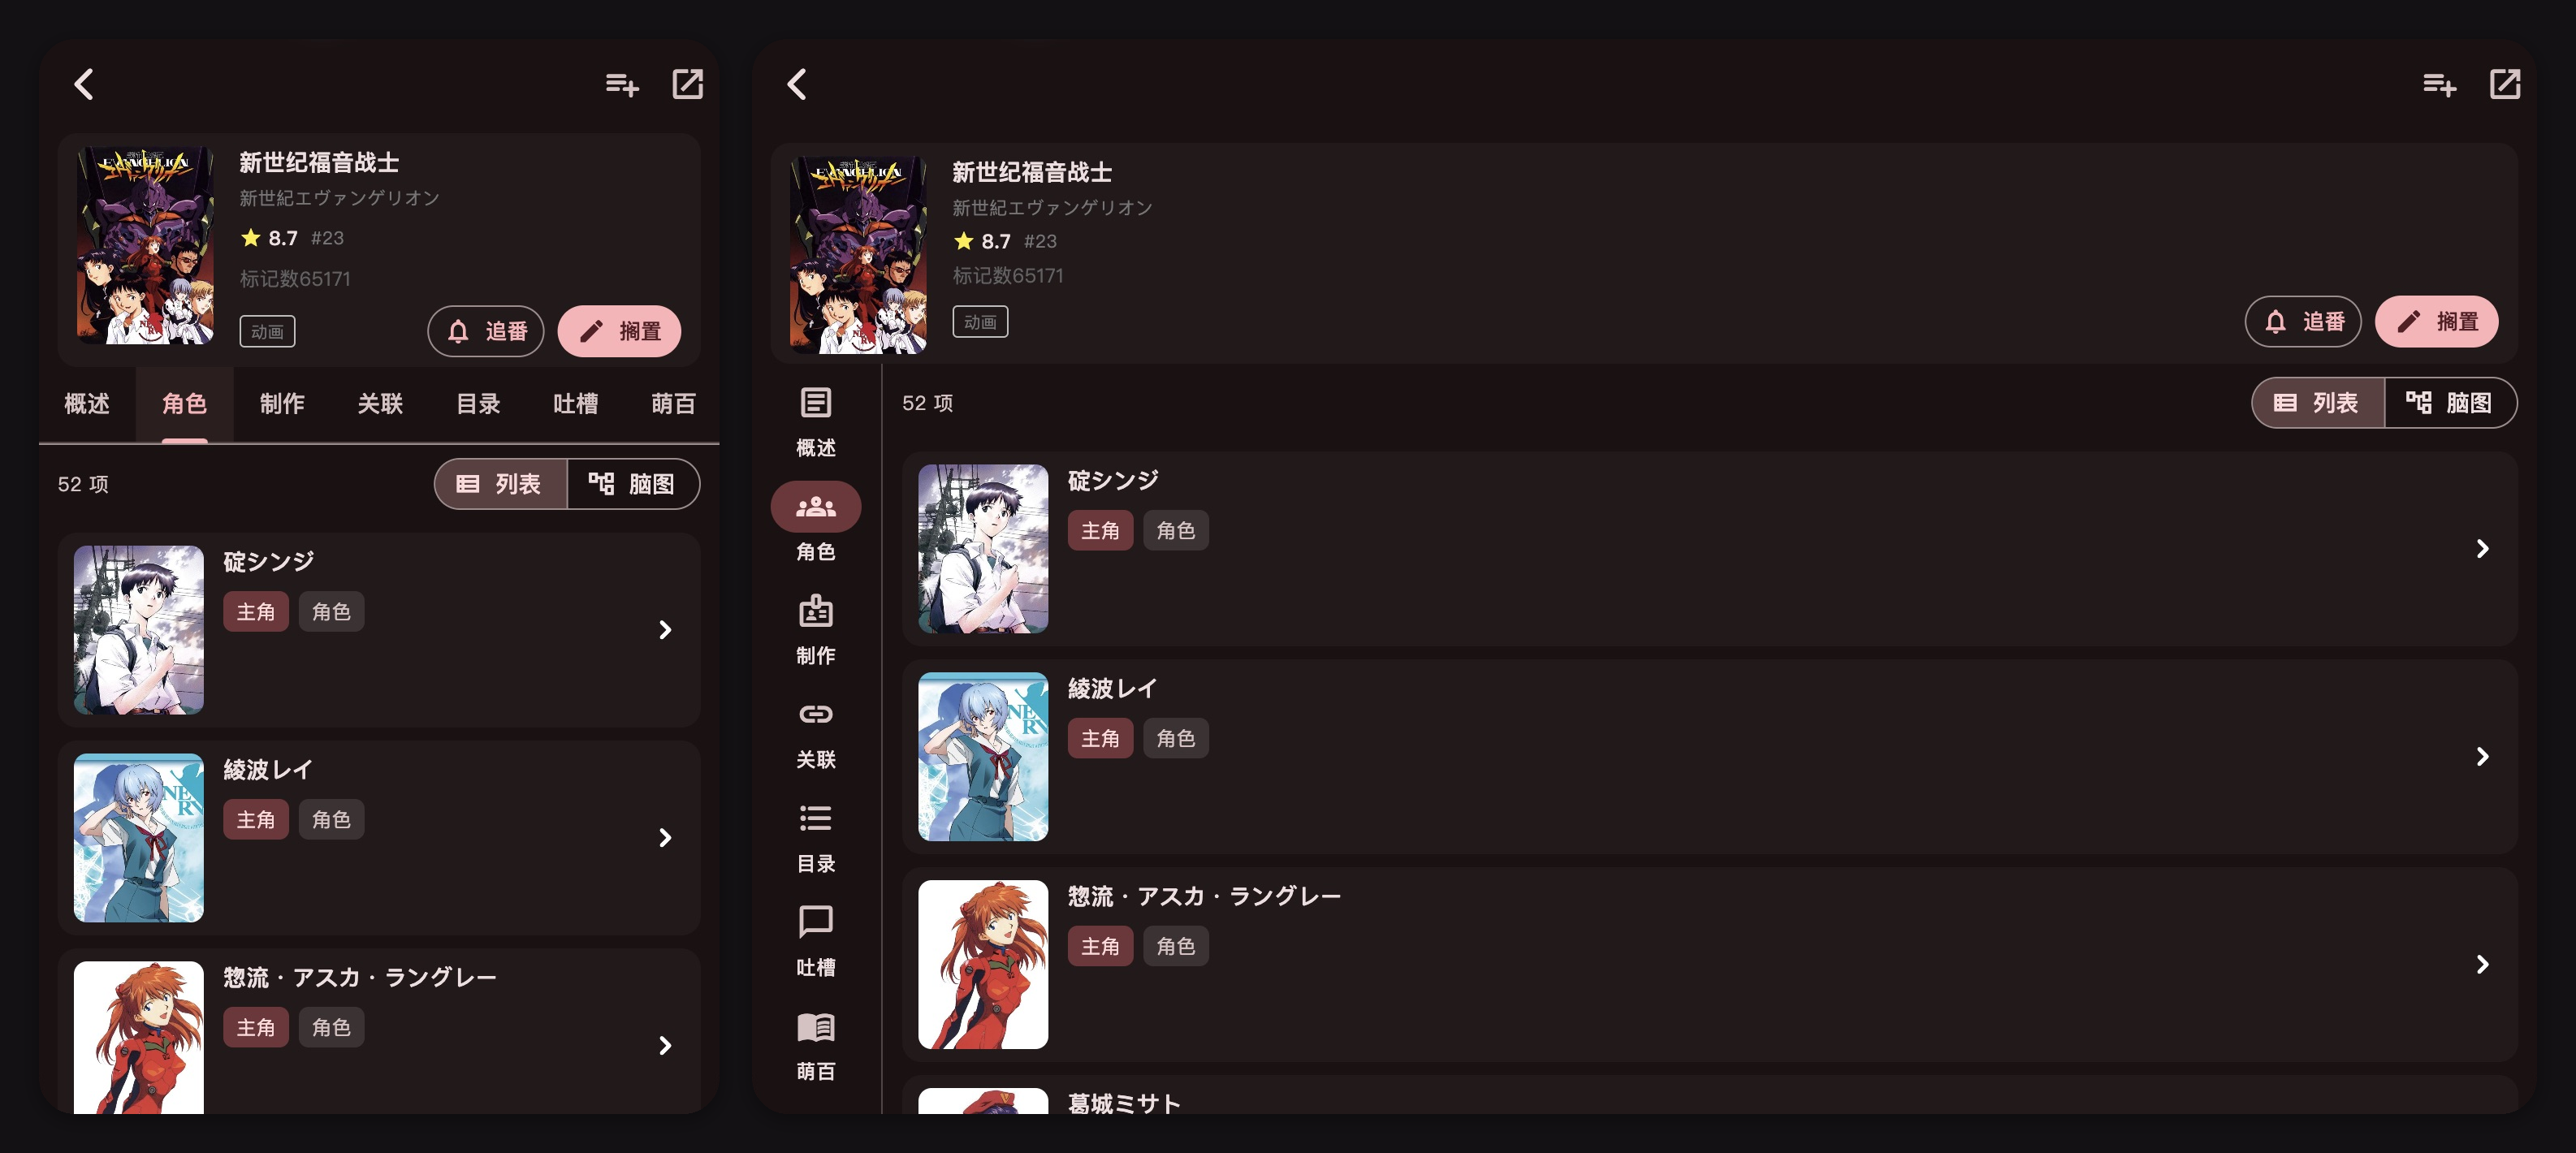 EVANGELION
新世纪福音战士
新世紀エヴァンゲリオン
8.7 #23
标记数65171
动画
追番
搁置
概述 角色 制作 关联 目录 吐槽 萌百
52 项
列表 脑图
碇シンジ
主角 角色
綾波レイ
主角 角色
惣流・アスカ・ラングレー
主角 角色
EVANGELION
新世纪福音战士
新世紀エヴァンゲリオン
8.7 #23
标记数65171
动画
追番
搁置
概述
角色
制作
关联
目录
吐槽
萌百
52 项
列表 脑图
碇シンジ
主角 角色
綾波レイ
主角 角色
惣流・アスカ・ラングレー
主角 角色
葛城ミサト